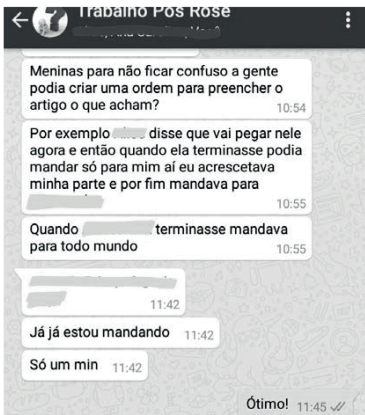 Trabalho Pós Rose
Você
Meninas para não ficar confuso a gente
podia criar uma ordem para preencher o
artigo o que acham?
10:54
Por exemplo disse que vai pegar nele
agora e então quando ela terminasse podia
mandar só para mim aí eu acrescetava
minha parte e por fim mandava para
10:55
Quando terminasse mandava
para todo mundo
10:55
11:42
Já já estou mandando 11:42
Só um min 11:42
Ótimo! 11:45